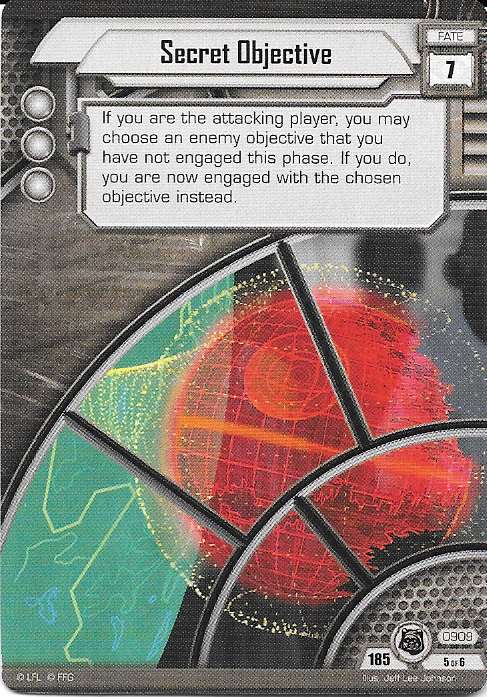 Secret Objective
FATE
7
If you are the attacking player, you may
choose an enemy objective that you
have not engaged this phase. If you do,
you are now engaged with the chosen
objective instead.
0909
185
5 OF 6
© LFL © FFG
Illus. Jeff Lee Johnson